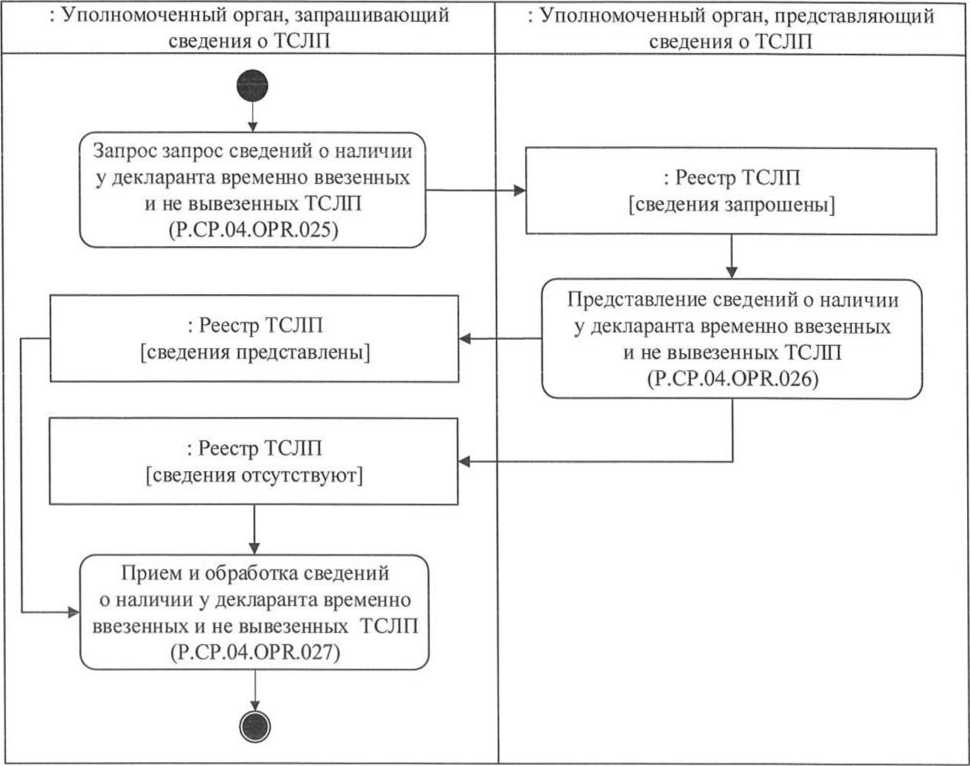 : Уполномоченный орган, запрашивающий
сведения о ТСЛП
: Уполномоченный орган, представляющий
сведения о ТСЛП
Запрос запрос сведений о наличии
у декларанта временно ввезенных
и не вывезенных ТСЛП
(P.CP.04.OPR.025)
: Реестр ТСЛП
[сведения запрошены]
Представление сведений о наличии
у декларанта временно ввезенных
и не вывезенных ТСЛП
(P.CP.04.OPR.026)
: Реестр ТСЛП
[сведения представлены]
: Реестр ТСЛП
[сведения отсутствуют]
Прием и обработка сведений
о наличии у декларанта временно
ввезенных и не вывезенных ТСЛП
(P.CP.04.OPR.027)